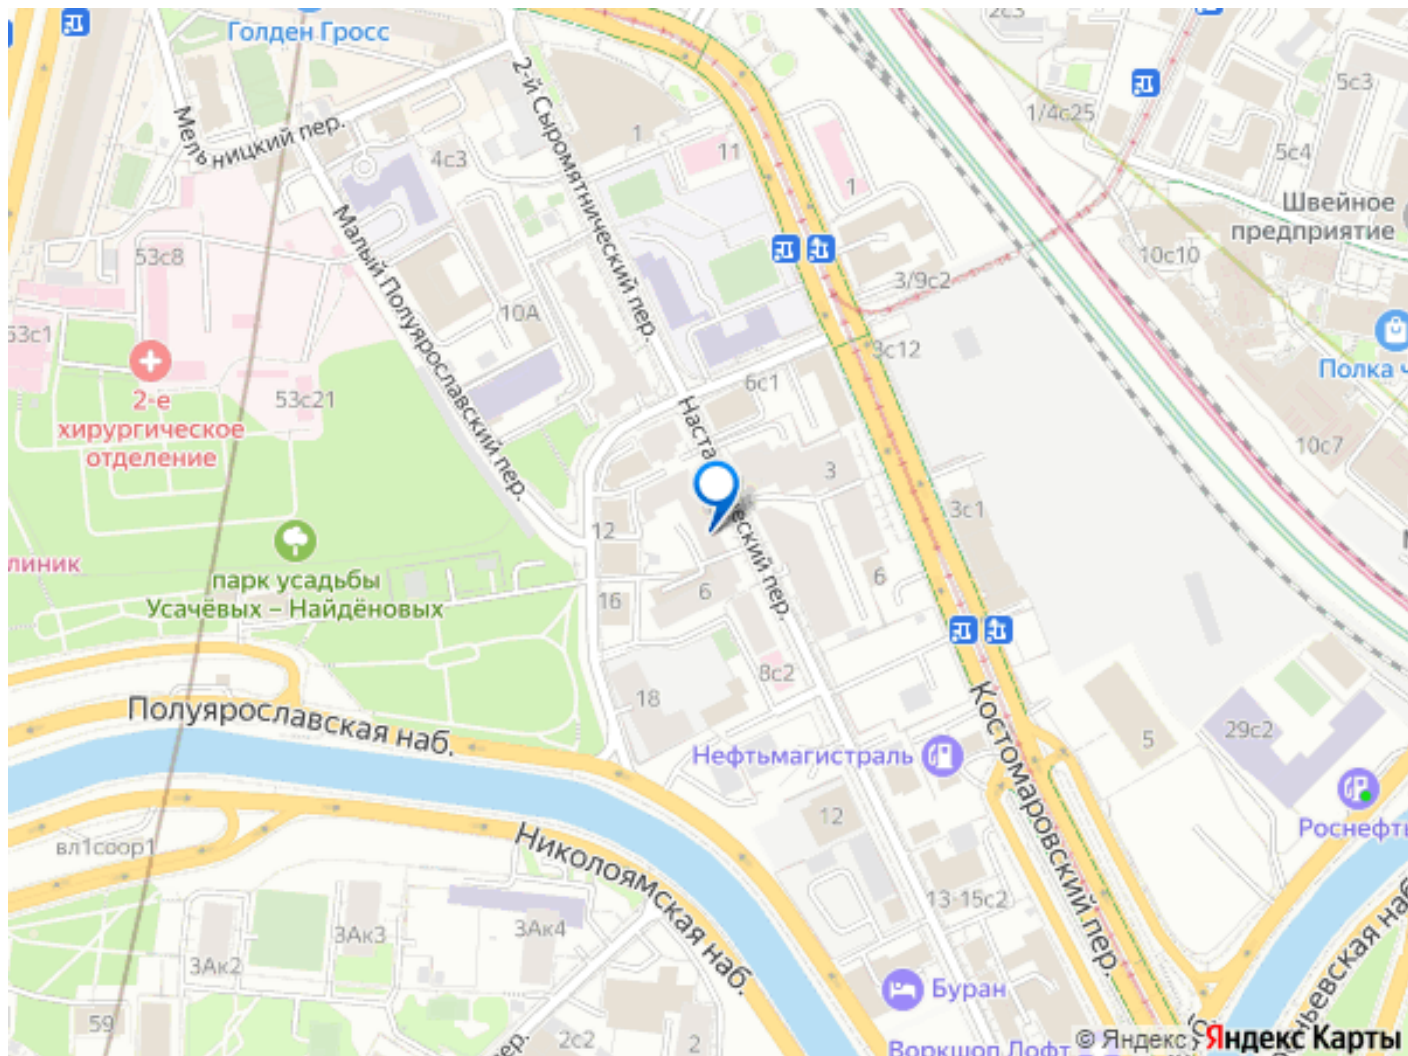 Голден Гросс
2с3
5с3
1/4с25
Мельницкий пер.
2-й Сыромятнический пер.
1
4с3
11
1
5с4
Швейное
предприятие
Малый Полуярославский пер.
53с8
10с10
3/9с2
10А
53с1
3с12
Полка ч
6с1
2-е
хирургическое
отделение
53с21
10с7
3
3с1
12
линик
парк усадьбы
Усачёвых – Найдёновых
6
6
16
8с2
18
Полуярославская наб.
Нефтьмагистраль
Костомаровский пер.
5
29с2
Роснефть
вл1соор1
Николоямская наб.
12
13-15с2
3Ак3
3Ак4
3Ак2
Буран
59
2с2
2
пер.
Воркшоп Лофт
© Яндекс
Яндекс Карты